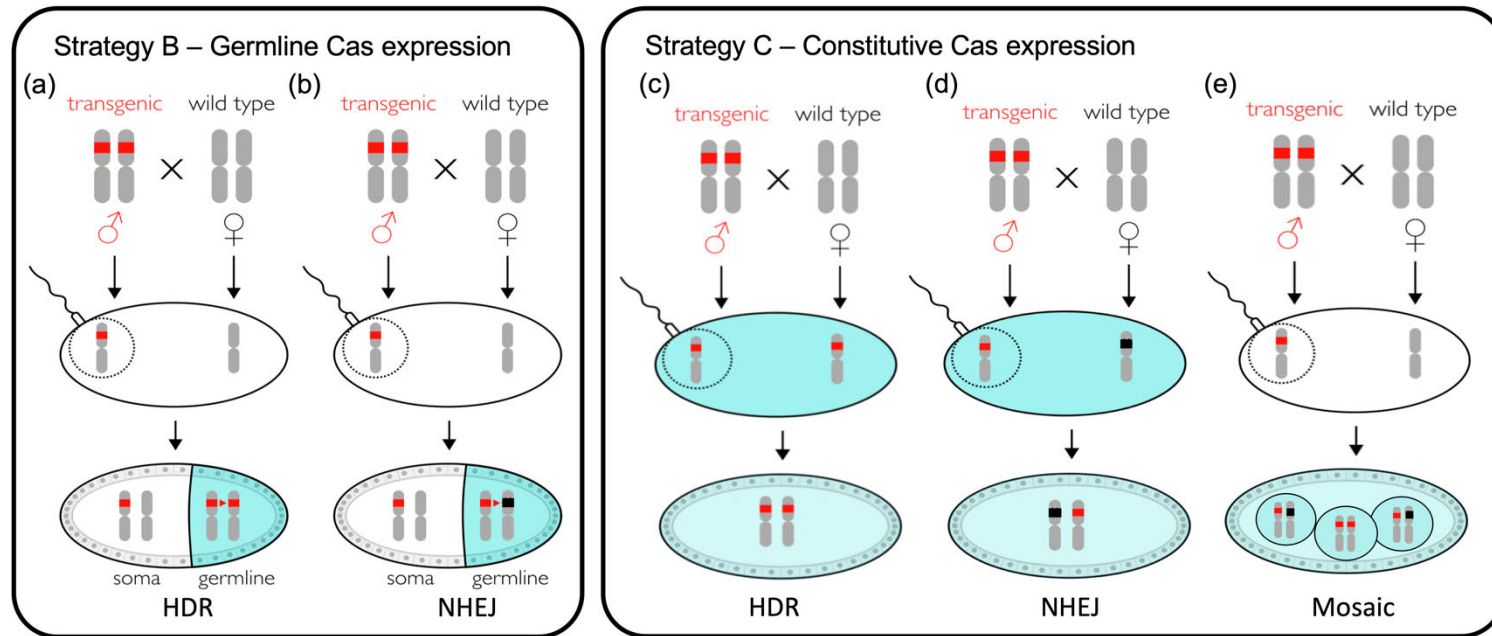 Strategy B – Germline Cas expression
(a)
transgenic
wild type
×
♂
♀
soma
germline
HDR
(b)
transgenic
wild type
×
♂
♀
soma
germline
NHEJ
Strategy C – Constitutive Cas expression
(c)
transgenic
wild type
×
♂
♀
HDR
(d)
transgenic
wild type
×
♂
♀
NHEJ
(e)
transgenic
wild type
×
♂
♀
Mosaic